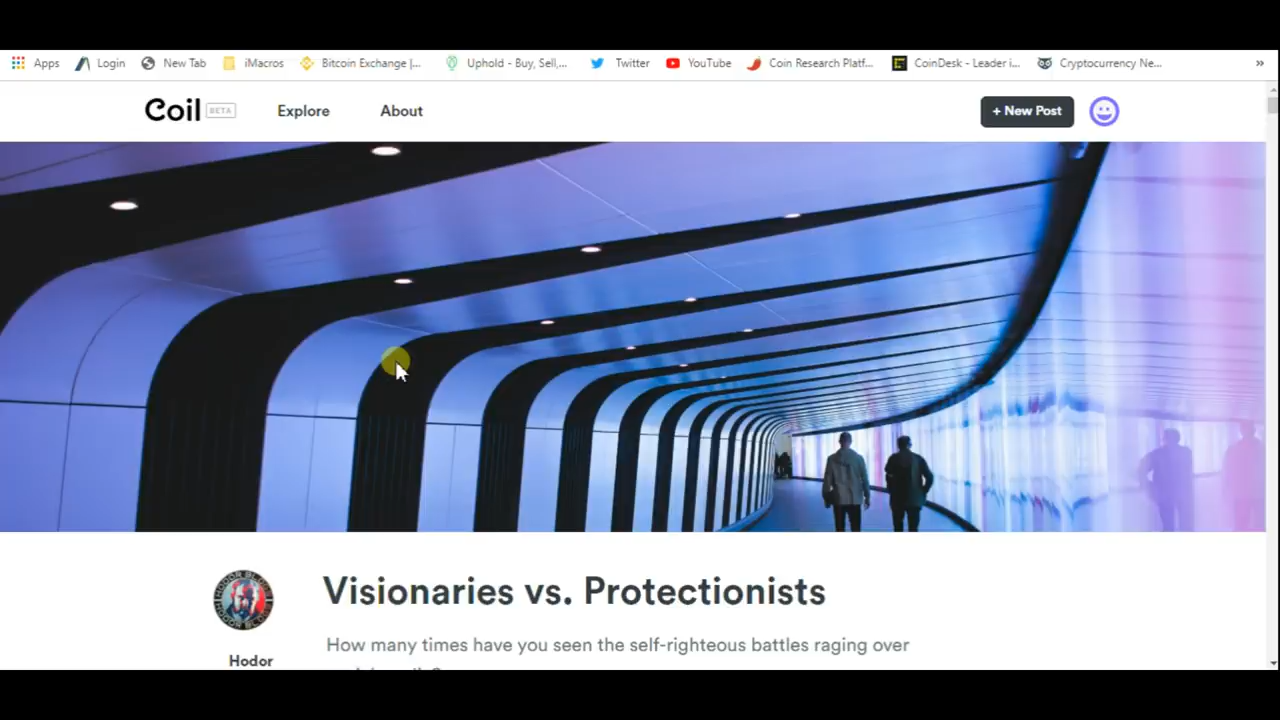 Apps Login New Tab iMacros Bitcoin Exchange |... Uphold - Buy, Sell,... Twitter YouTube Coin Research Platf... CoinDesk - Leader i... Cryptocurrency Ne... »
Coil BETA Explore About + New Post
Visionaries vs. Protectionists
How many times have you seen the self-righteous battles raging over
Hodor